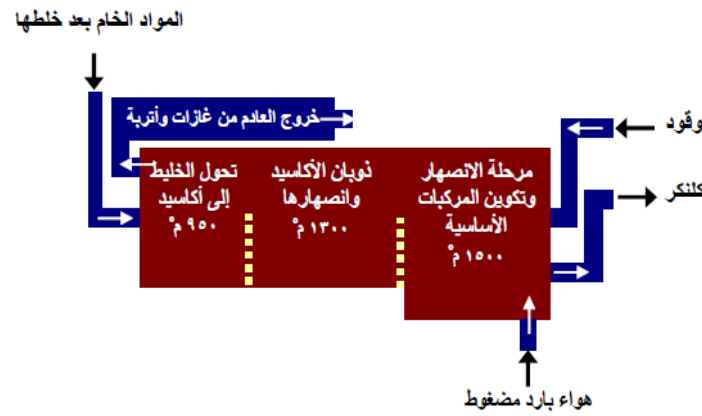 المواد الخام بعد خلطها
خروج العادم من غازات وأتربة
وقود
كلنكر
مرحلة الانصهار
وتكوين المركبات
الأساسية
١٥٠٠ م°
ذوبان الأكاسيد
وانصهارها
١٣٠٠ م°
تحول الخليط
إلى أكاسيد
٩٥٠ م°
هواء بارد مضغوط